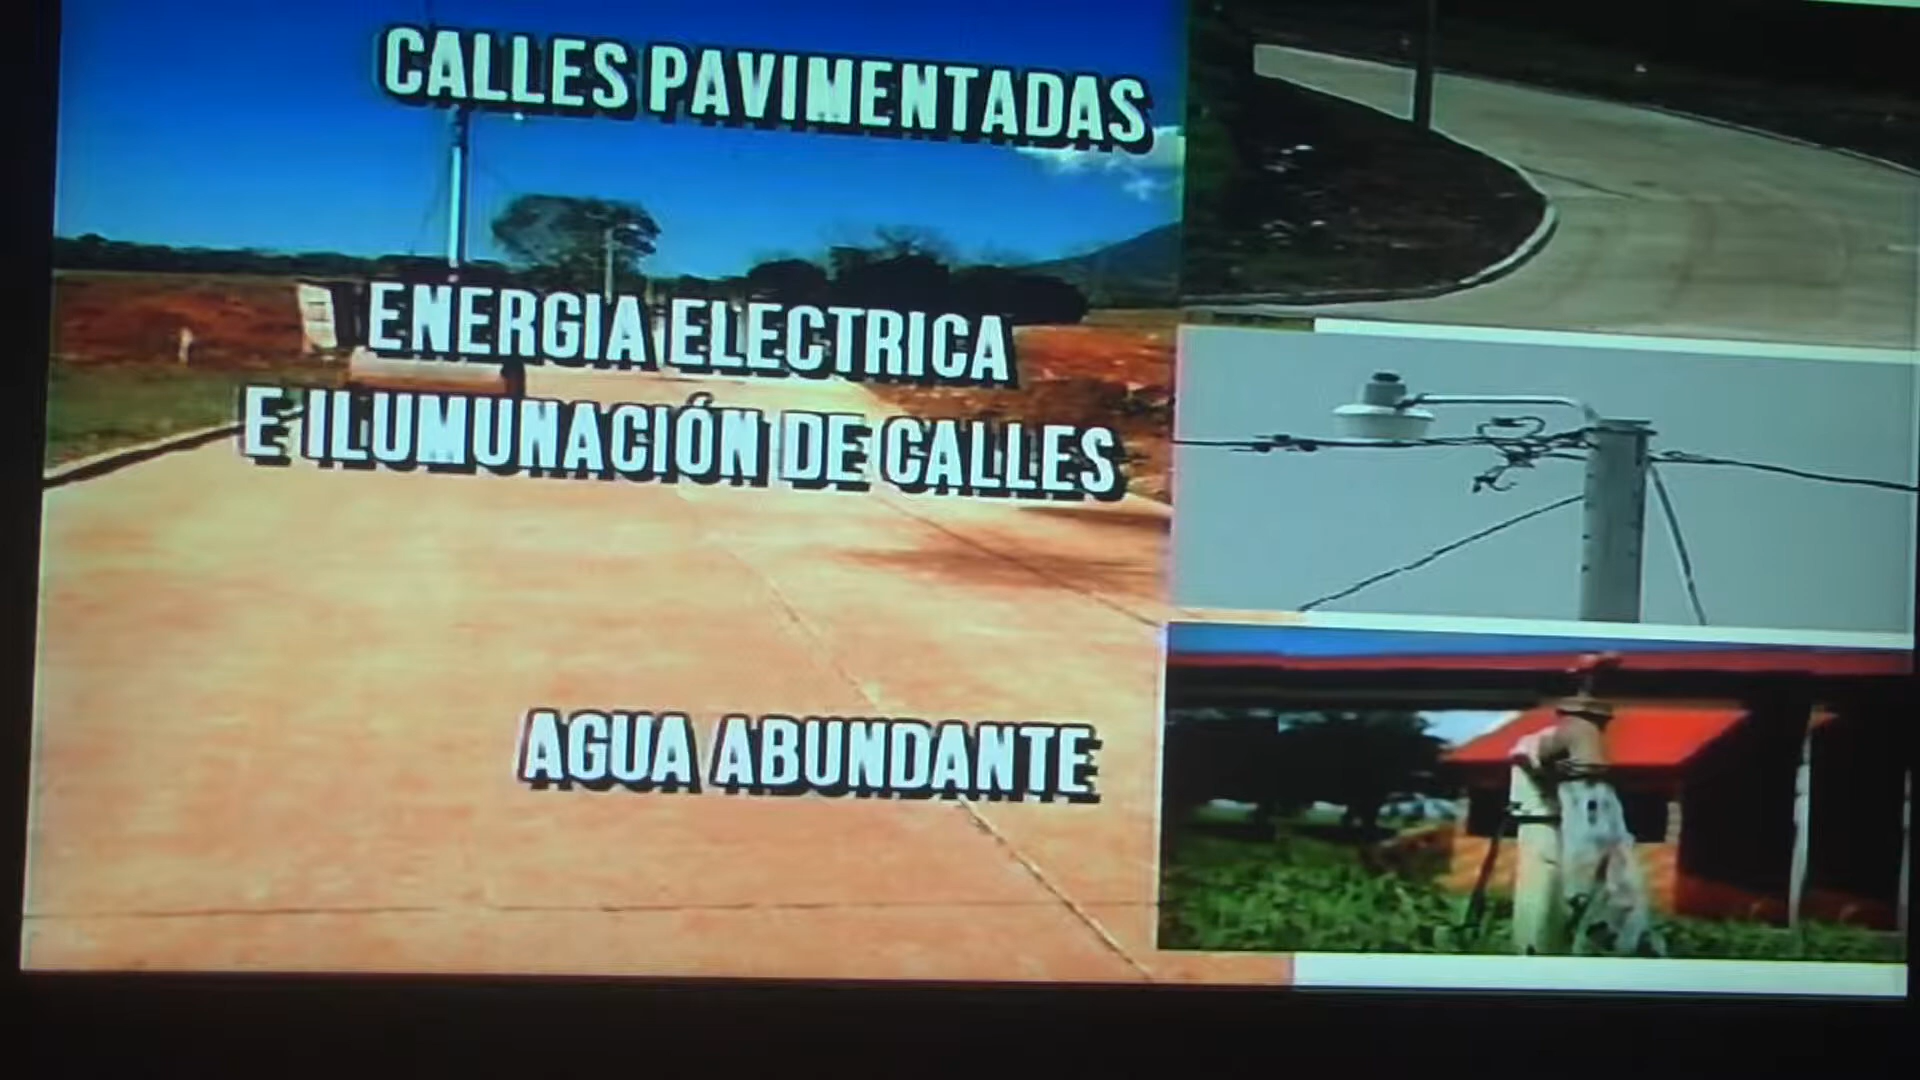 CALLES PAVIMENTADAS
ENERGIA ELECTRICA
E ILUMUNACIÓN DE CALLES
AGUA ABUNDANTE